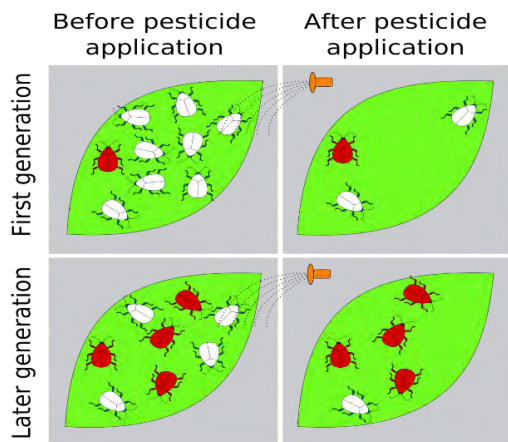 Before pesticide
application
After pesticide
application
First generation
Later generation